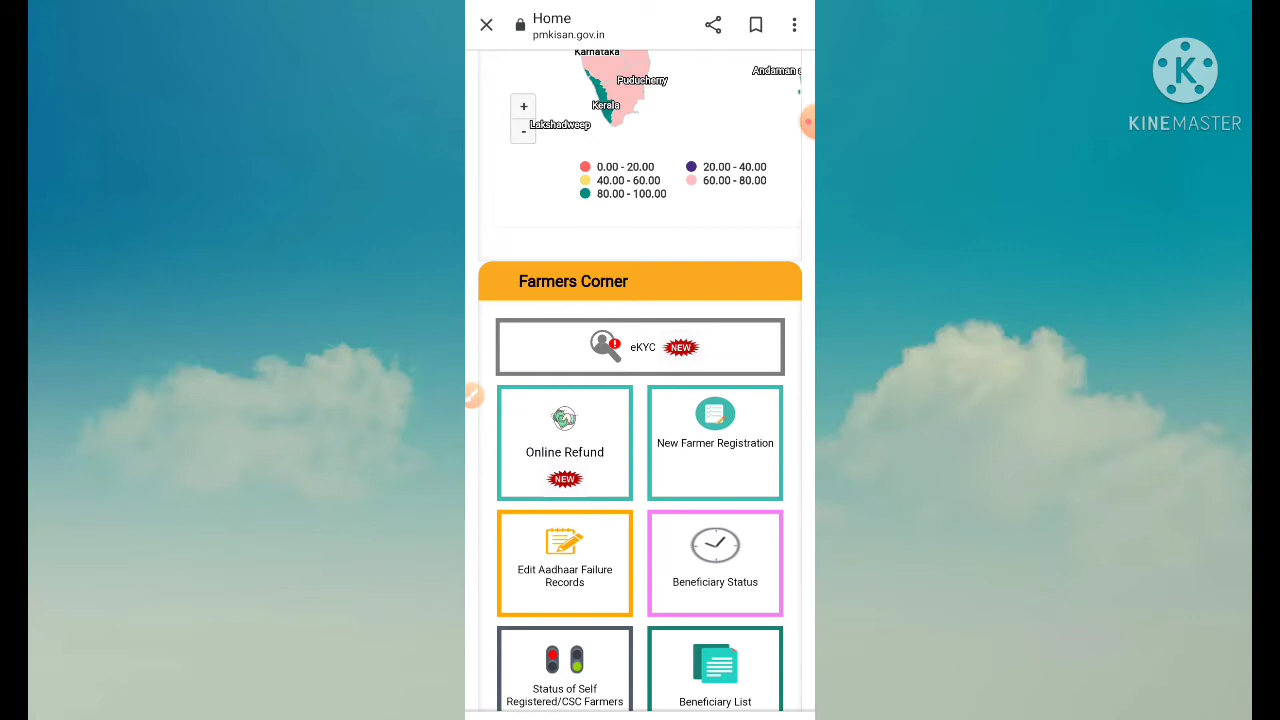 Home
pmkisan.gov.in
Karnataka
Puducherry
Andaman a
Kerala
Lakshadweep
+
-
0.00 - 20.00
20.00 - 40.00
40.00 - 60.00
60.00 - 80.00
80.00 - 100.00
K
KINEMASTER
Farmers Corner
eKYC NEW
Online Refund
NEW
New Farmer Registration
Edit Aadhaar Failure
Records
Beneficiary Status
Status of Self
Registered/CSC Farmers
Beneficiary List